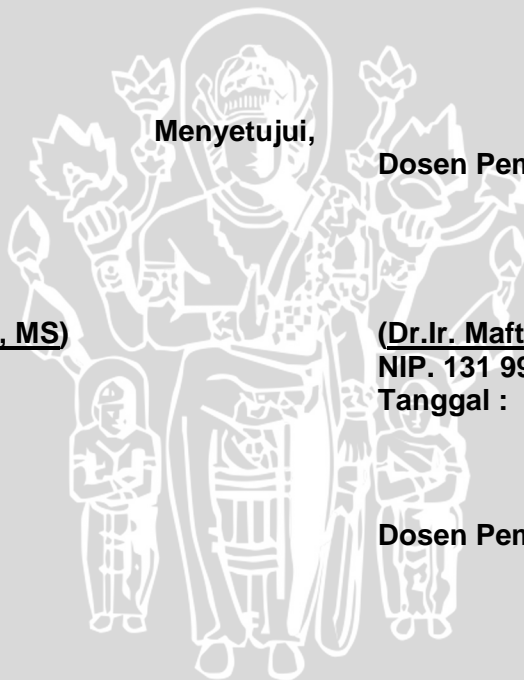 Menyetujui,
Dosen Pem
, MS)
(Dr.Ir. Maft
NIP. 131 99
Tanggal :
Dosen Pem